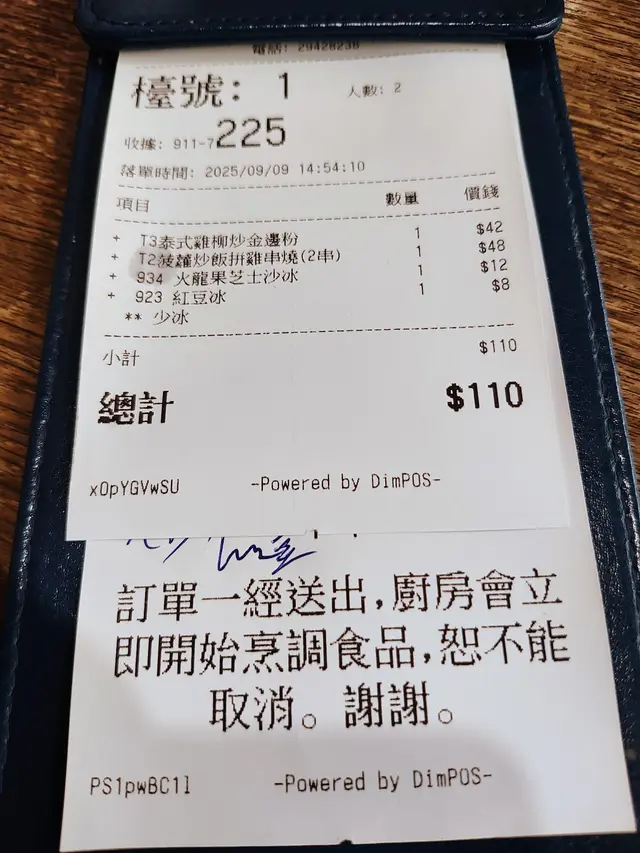 電話: 29428238
檯號: 1 人數: 2
收據: 911-7225
落單時間: 2025/09/09 14:54:10
項目 數量 價錢
+ T3泰式雞柳炒金邊粉 1 $42
+ T2菠蘿炒飯拼雞串燒(2串) 1 $48
+ 934 火龍果芝士沙冰 1 $12
+ 923 紅豆冰 1 $8
** 少冰
小計 $110
總計 $110
xOpYGVwSU -Powered by DimPOS-
訂單一經送出,廚房會立
即開始烹調食品,恕不能
取消。謝謝。
PS1pwBC1l -Powered by DimPOS-